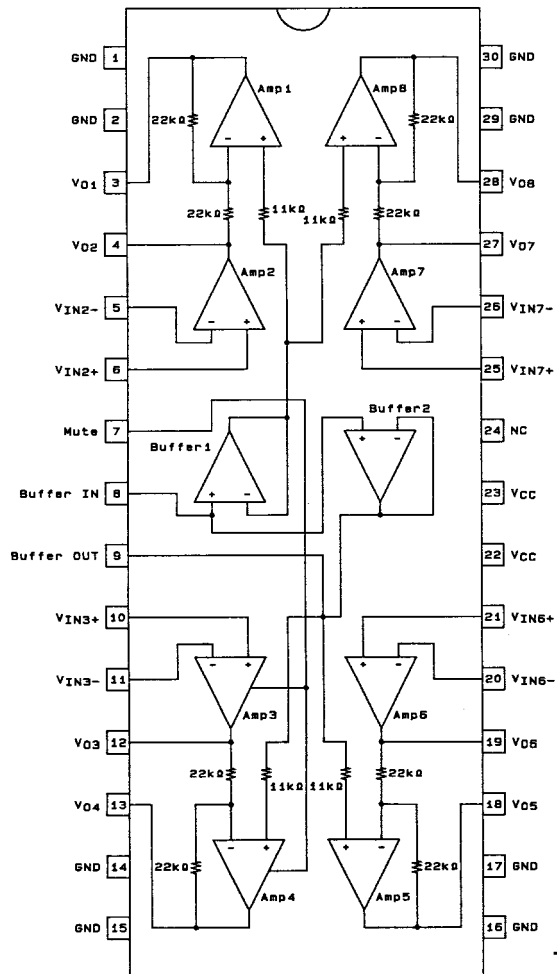 GND 1
30 GND
Amp1
Amp8
GND 2
22kΩ
22kΩ
29 GND
VO1 3
28 VO8
22kΩ
11kΩ
11kΩ
22kΩ
VO2 4
27 VO7
Amp2
Amp7
VIN2- 5
26 VIN7-
VIN2+ 6
25 VIN7+
Mute 7
Buffer1
Buffer2
24 NC
Buffer IN 8
23 VCC
Buffer OUT 9
22 VCC
VIN3+ 10
21 VIN6+
VIN3- 11
20 VIN6-
Amp3
Amp6
VO3 12
19 VO6
22kΩ
11kΩ
11kΩ
22kΩ
VO4 13
18 VO5
GND 14
22kΩ
22kΩ
17 GND
Amp4
Amp5
GND 15
16 GND